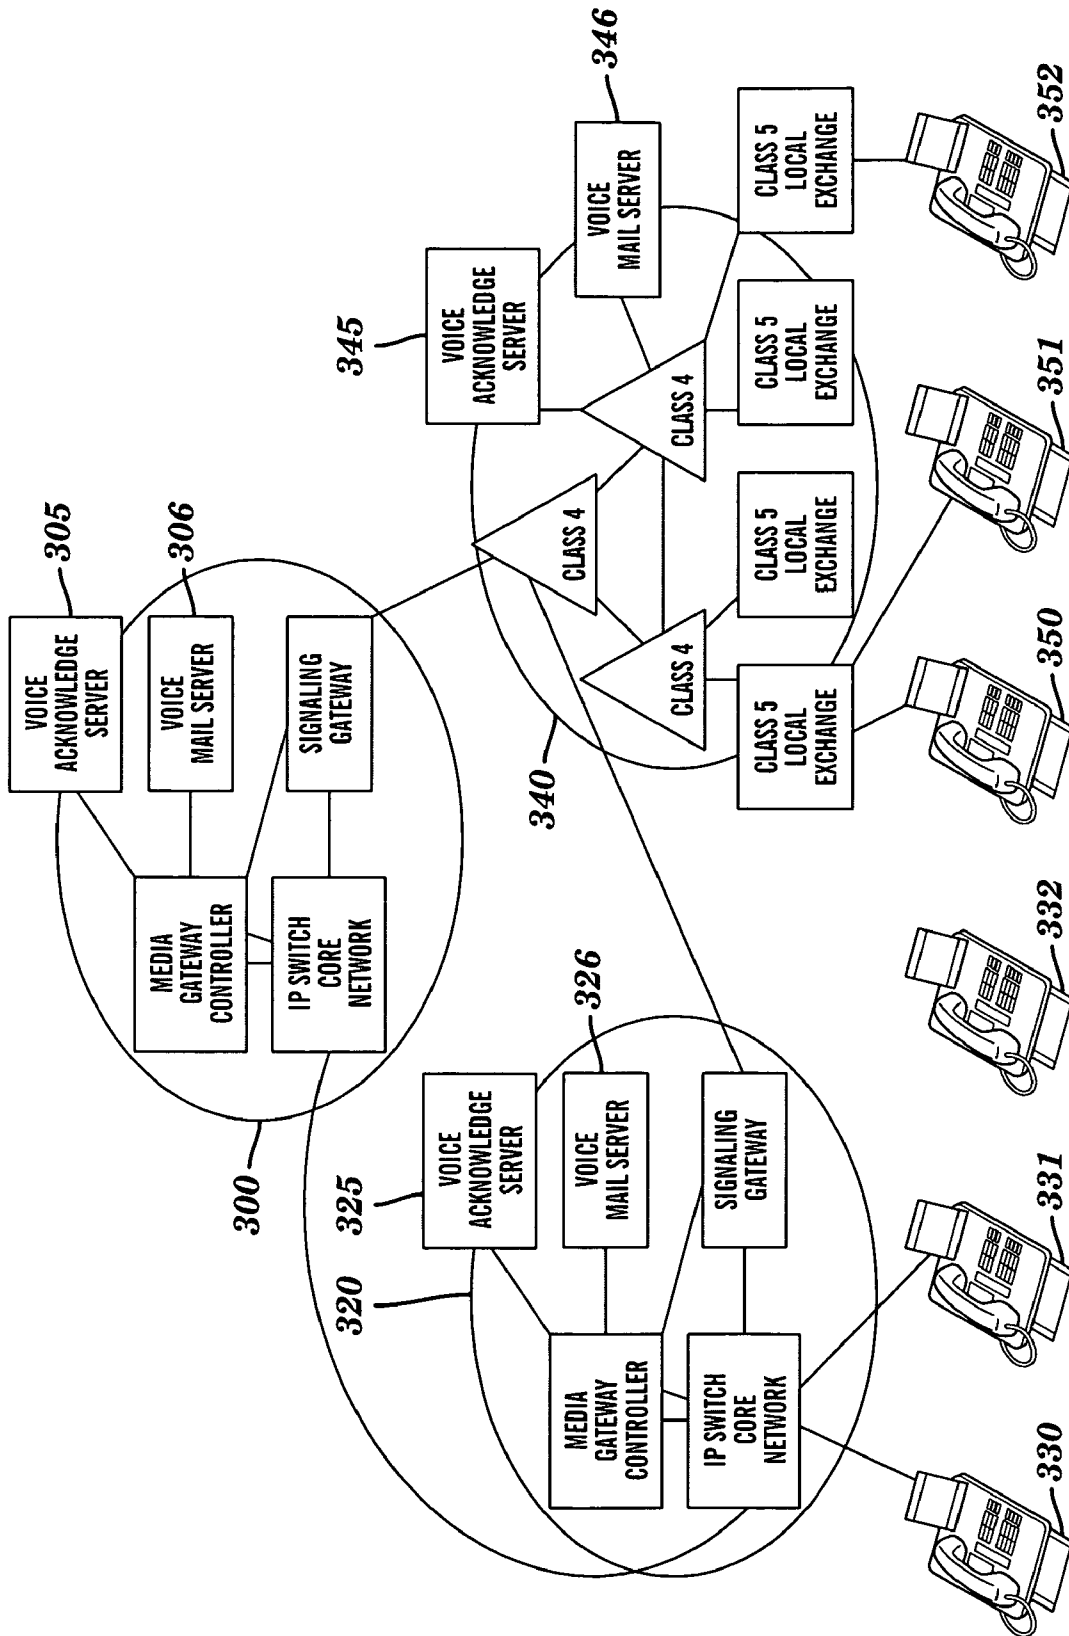 305
VOICE
ACKNOWLEDGE
SERVER
306
VOICE
MAIL SERVER
SIGNALING
GATEWAY
MEDIA
GATEWAY
CONTROLLER
IP SWITCH
CORE
NETWORK
300
325
VOICE
ACKNOWLEDGE
SERVER
320
326
VOICE
MAIL SERVER
SIGNALING
GATEWAY
MEDIA
GATEWAY
CONTROLLER
IP SWITCH
CORE
NETWORK
345
VOICE
ACKNOWLEDGE
SERVER
346
VOICE
MAIL SERVER
CLASS 4
CLASS 4
CLASS 4
340
CLASS 5
LOCAL
EXCHANGE
CLASS 5
LOCAL
EXCHANGE
CLASS 5
LOCAL
EXCHANGE
CLASS 5
LOCAL
EXCHANGE
330
331
332
350
351
352